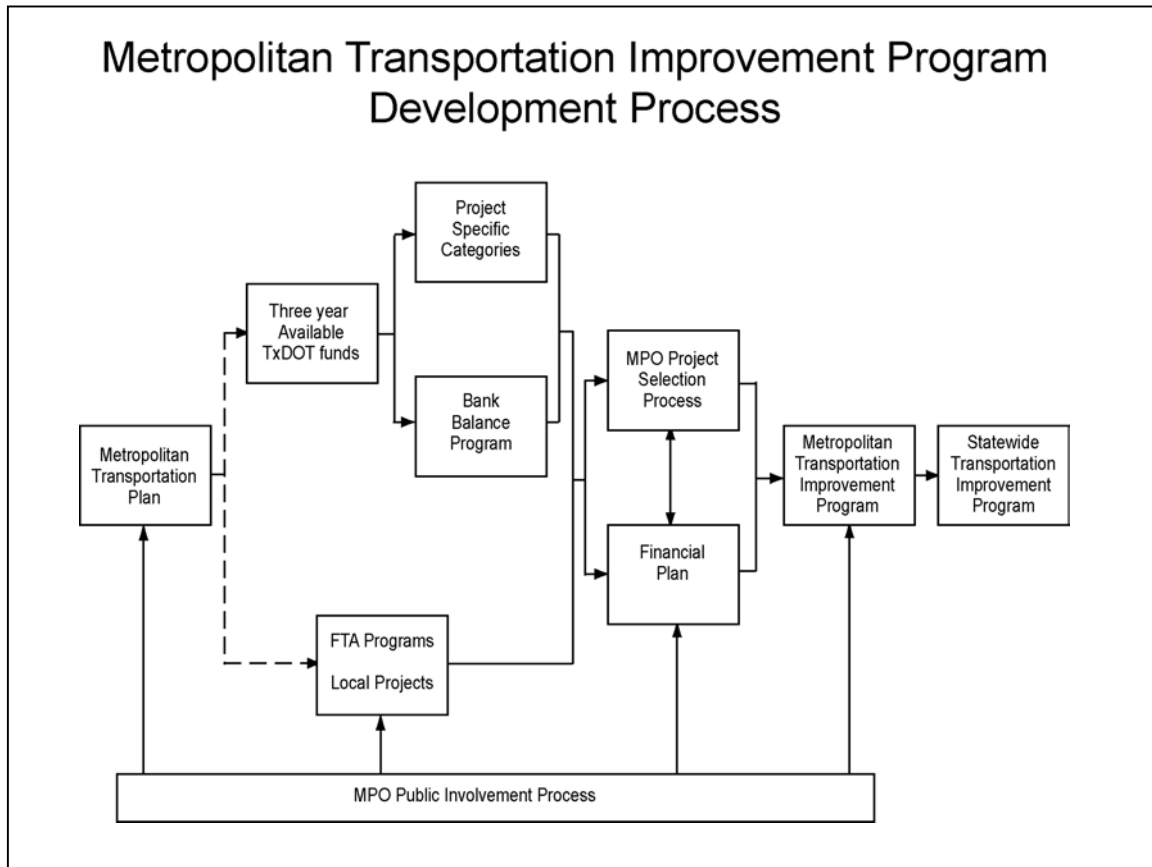 Metropolitan Transportation Improvement Program
Development Process
Project
Specific
Categories
Three year
Available
TxDOT funds
Bank
Balance
Program
MPO Project
Selection
Process
Metropolitan
Transportation
Plan
Metropolitan
Transportation
Improvement
Program
Statewide
Transportation
Improvement
Program
Financial
Plan
FTA Programs
Local Projects
MPO Public Involvement Process